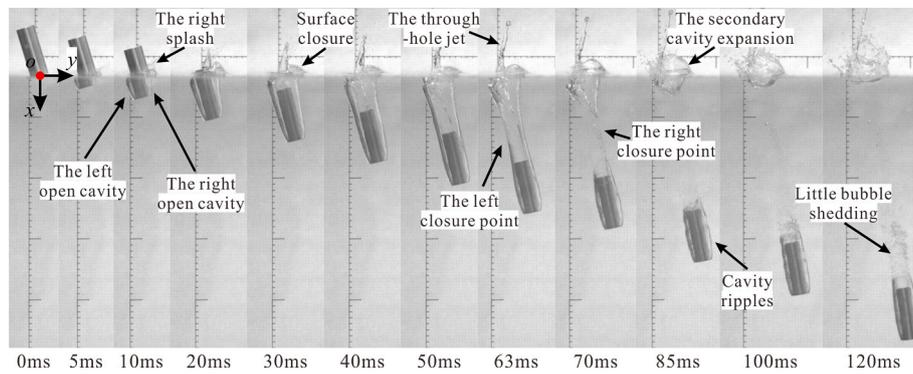 The right
splash
Surface
closure
The through
-hole jet
The secondary
cavity expansion
o
y
x
The left
open cavity
The right
open cavity
The left
closure point
The right
closure point
Cavity
ripples
Little bubble
shedding
0ms 5ms 10ms 20ms 30ms 40ms 50ms 63ms 70ms 85ms 100ms 120ms